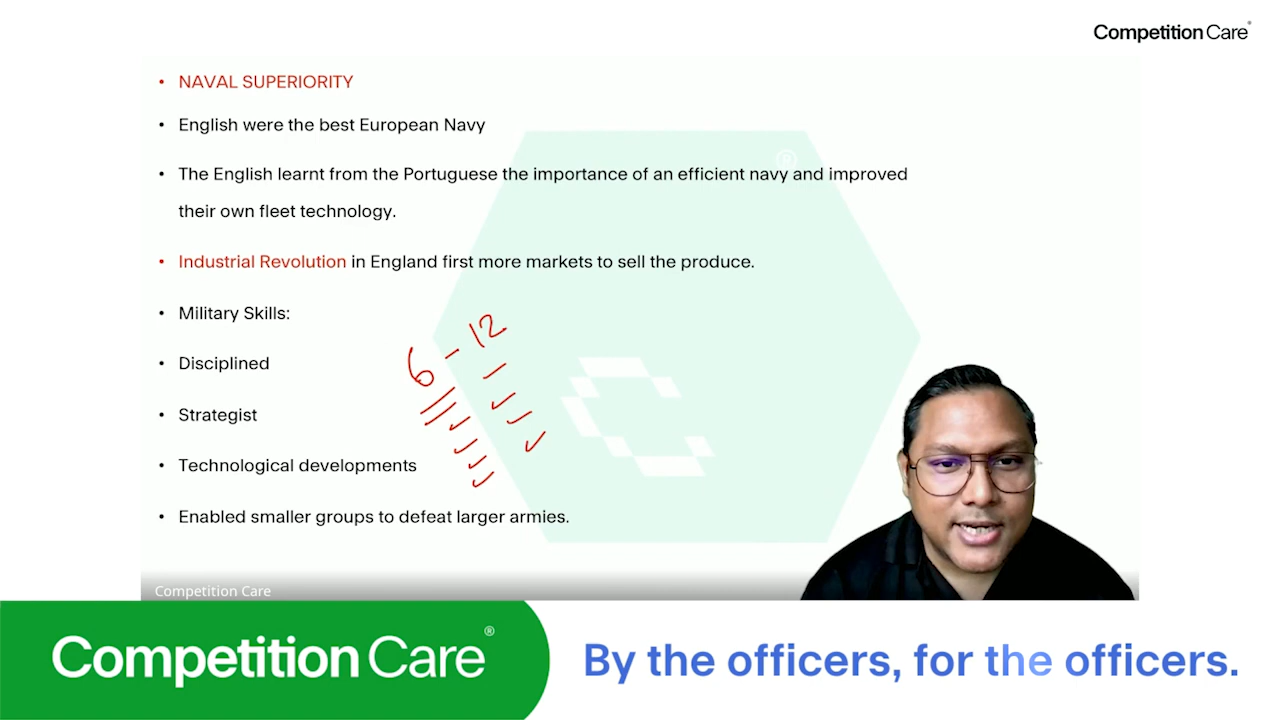 Competition Care®
• NAVAL SUPERIORITY
• English were the best European Navy
• The English learnt from the Portuguese the importance of an efficient navy and improved
their own fleet technology.
• Industrial Revolution in England first more markets to sell the produce.
• Military Skills:
6 - 12
• Disciplined
• Strategist
• Technological developments
• Enabled smaller groups to defeat larger armies.
Competition Care
Competition Care®
By the officers, for the officers.